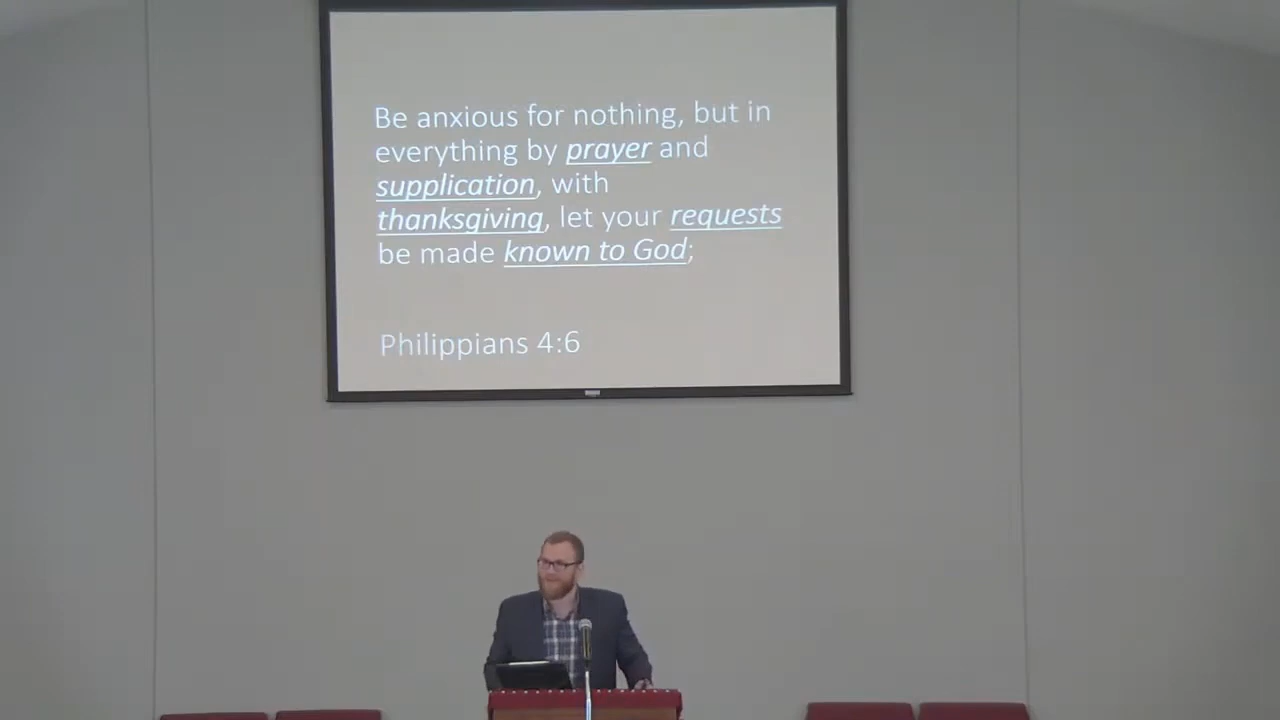 Be anxious for nothing, but in
everything by prayer and
supplication, with
thanksgiving, let your requests
be made known to God;
Philippians 4:6